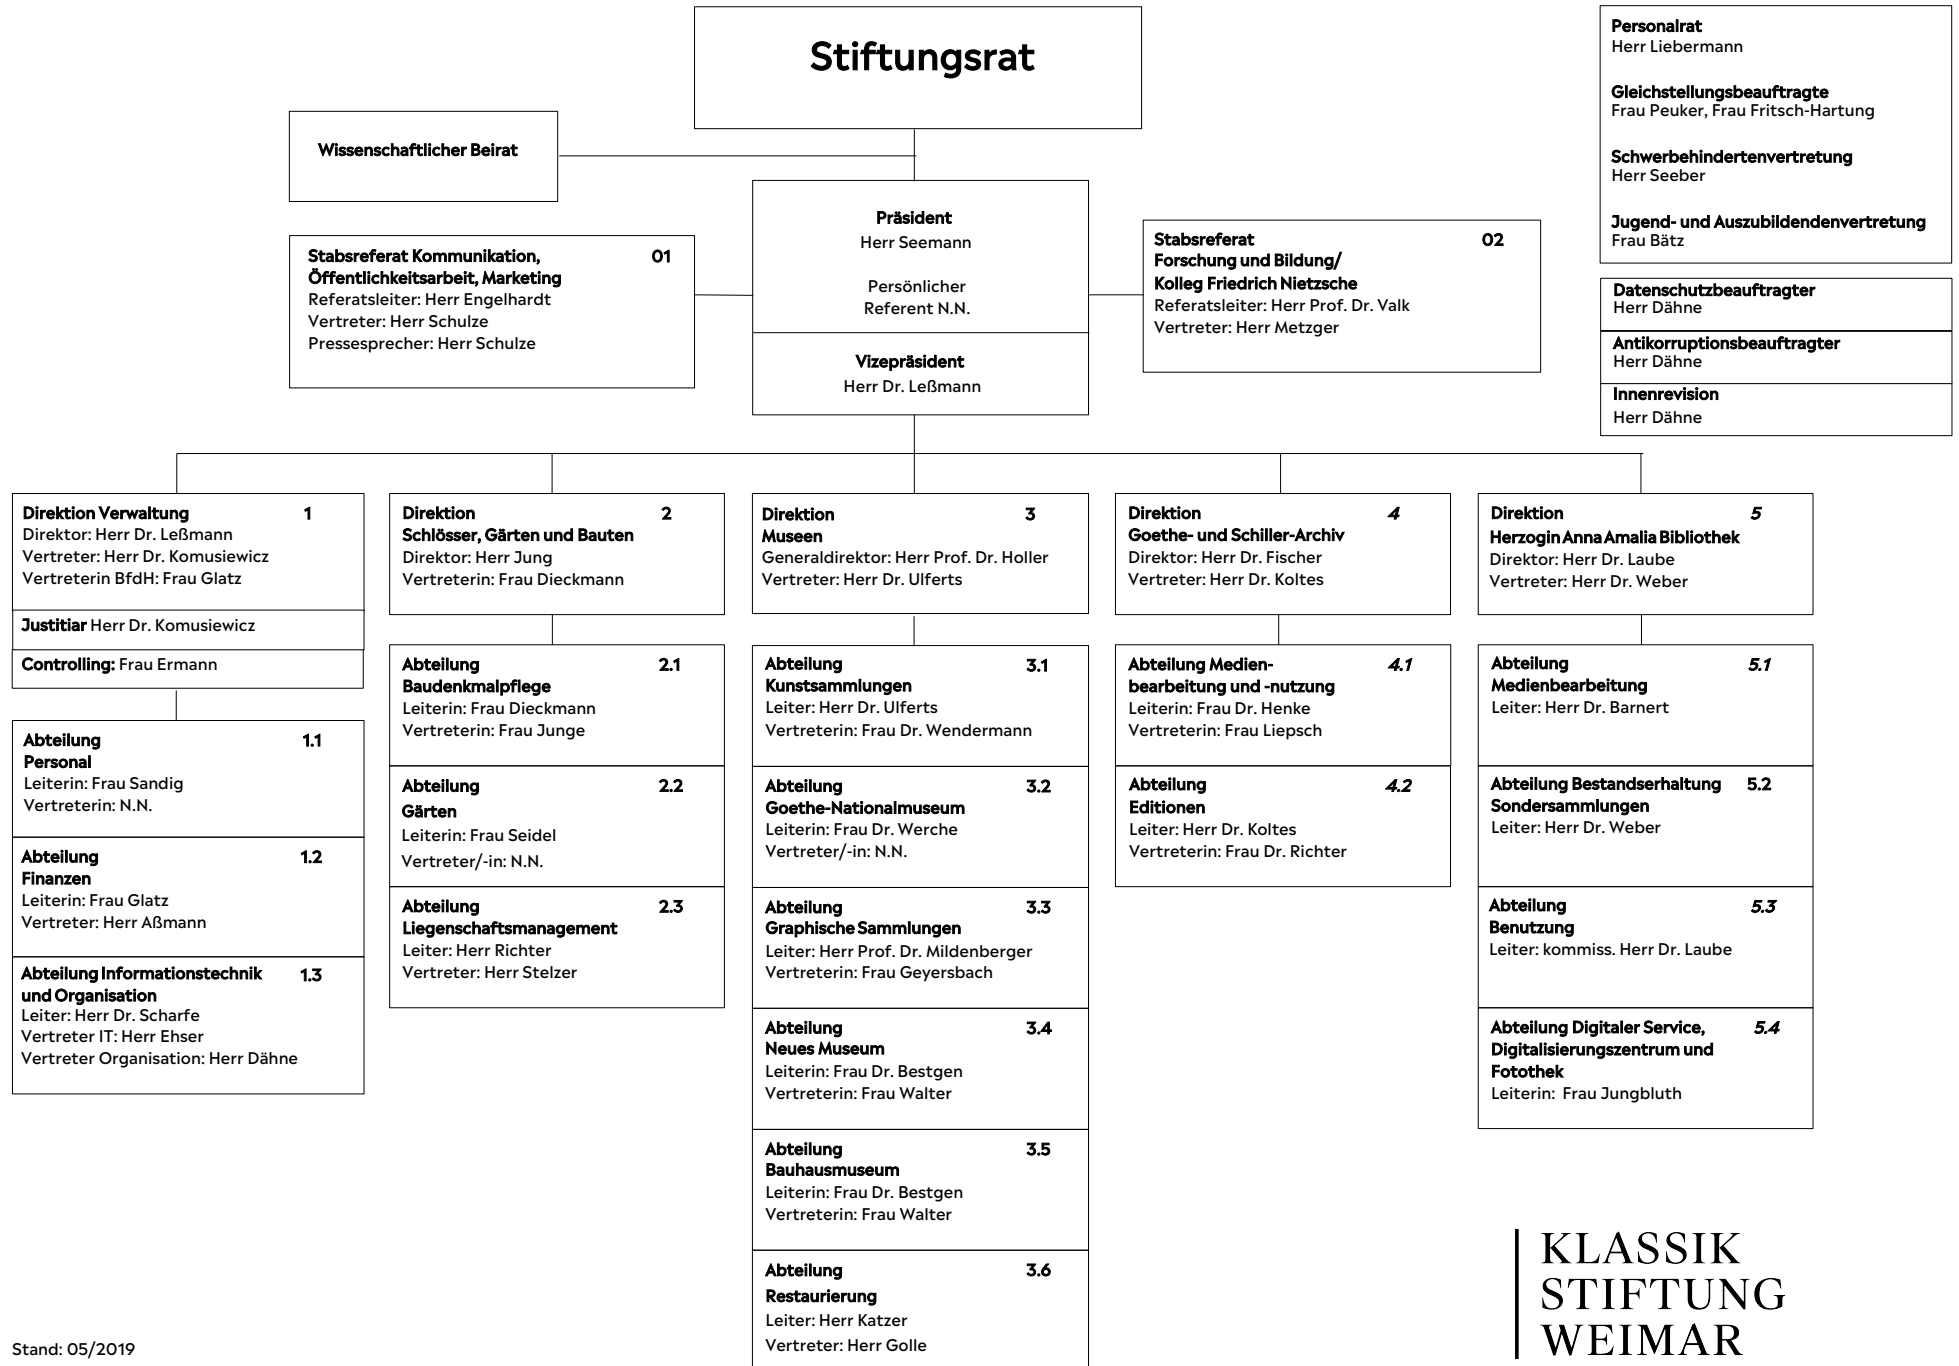 Stiftungsrat
Wissenschaftlicher Beirat
Präsident
Herr Seemann
Persönlicher
Referent N.N.
Vizepräsident
Herr Dr. Leßmann
Stabsreferat Kommunikation, 01
Öffentlichkeitsarbeit, Marketing
Referatsleiter: Herr Engelhardt
Vertreter: Herr Schulze
Pressesprecher: Herr Schulze
Stabsreferat 02
Forschung und Bildung/
Kolleg Friedrich Nietzsche
Referatsleiter: Herr Prof. Dr. Valk
Vertreter: Herr Metzger
Personalrat
Herr Liebermann
Gleichstellungsbeauftragte
Frau Peuker, Frau Fritsch-Hartung
Schwerbehindertenvertretung
Herr Seeber
Jugend- und Auszubildendenvertretung
Frau Bätz
Datenschutzbeauftragter
Herr Dähne
Antikorruptionsbeauftragter
Herr Dähne
Innenrevision
Herr Dähne
Direktion Verwaltung 1
Direktor: Herr Dr. Leßmann
Vertreter: Herr Dr. Komusiewicz
Vertreterin BfdH: Frau Glatz
Justitiar Herr Dr. Komusiewicz
Controlling: Frau Ermann
Abteilung 1.1
Personal
Leiterin: Frau Sandig
Vertreterin: N.N.
Abteilung 1.2
Finanzen
Leiterin: Frau Glatz
Vertreter: Herr Aßmann
Abteilung Informationstechnik 1.3
und Organisation
Leiter: Herr Dr. Scharfe
Vertreter IT: Herr Ehser
Vertreter Organisation: Herr Dähne
Direktion 2
Schlösser, Gärten und Bauten
Direktor: Herr Jung
Vertreterin: Frau Dieckmann
Abteilung 2.1
Baudenkmalpflege
Leiterin: Frau Dieckmann
Vertreterin: Frau Junge
Abteilung 2.2
Gärten
Leiterin: Frau Seidel
Vertreter/-in: N.N.
Abteilung 2.3
Liegenschaftsmanagement
Leiter: Herr Richter
Vertreter: Herr Stelzer
Direktion 3
Museen
Generaldirektor: Herr Prof. Dr. Holler
Vertreter: Herr Dr. Ulferts
Abteilung 3.1
Kunstsammlungen
Leiter: Herr Dr. Ulferts
Vertreterin: Frau Dr. Wendermann
Abteilung 3.2
Goethe-Nationalmuseum
Leiterin: Frau Dr. Werche
Vertreter/-in: N.N.
Abteilung 3.3
Graphische Sammlungen
Leiter: Herr Prof. Dr. Mildenberger
Vertreterin: Frau Geyersbach
Abteilung 3.4
Neues Museum
Leiterin: Frau Dr. Bestgen
Vertreterin: Frau Walter
Abteilung 3.5
Bauhausmuseum
Leiterin: Frau Dr. Bestgen
Vertreterin: Frau Walter
Abteilung 3.6
Restaurierung
Leiter: Herr Katzer
Vertreter: Herr Golle
Direktion 4
Goethe- und Schiller-Archiv
Direktor: Herr Dr. Fischer
Vertreter: Herr Dr. Koltes
Abteilung Medien- 4.1
bearbeitung und -nutzung
Leiterin: Frau Dr. Henke
Vertreterin: Frau Liepsch
Abteilung 4.2
Editionen
Leiter: Herr Dr. Koltes
Vertreterin: Frau Dr. Richter
Direktion 5
Herzogin Anna Amalia Bibliothek
Direktor: Herr Dr. Laube
Vertreter: Herr Dr. Weber
Abteilung 5.1
Medienbearbeitung
Leiter: Herr Dr. Barnert
Abteilung Bestandserhaltung 5.2
Sondersammlungen
Leiter: Herr Dr. Weber
Abteilung 5.3
Benutzung
Leiter: kommiss. Herr Dr. Laube
Abteilung Digitaler Service, 5.4
Digitalisierungszentrum und
Fotothek
Leiterin: Frau Jungbluth
Stand: 05/2019
KLASSIK
STIFTUNG
WEIMAR